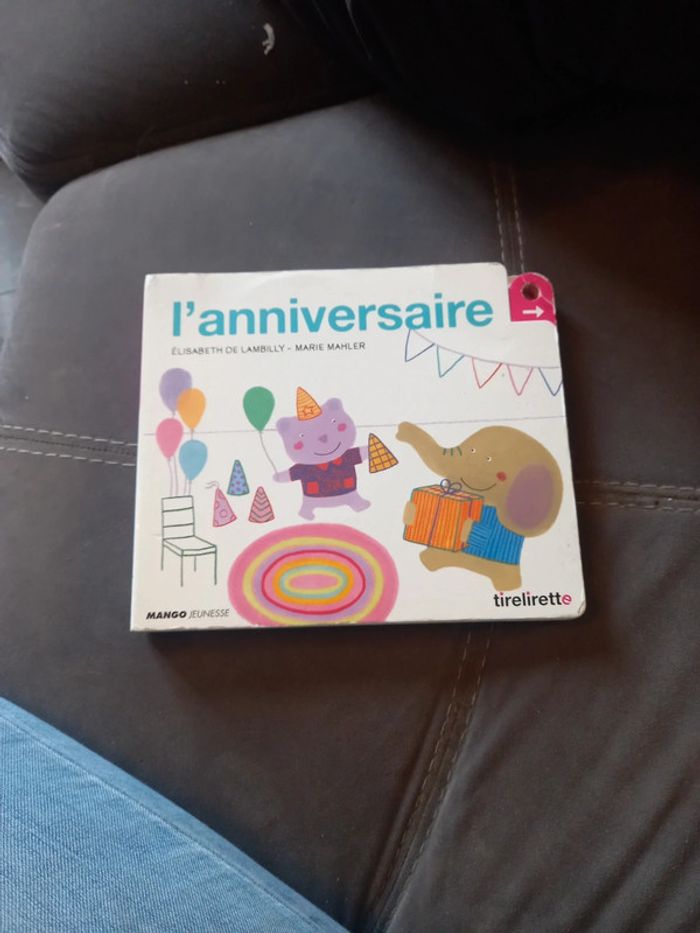 l'anniversaire
ÉLISABETH DE LAMBILLY - MARIE MAHLER
MANGO JEUNESSE
tirelirette